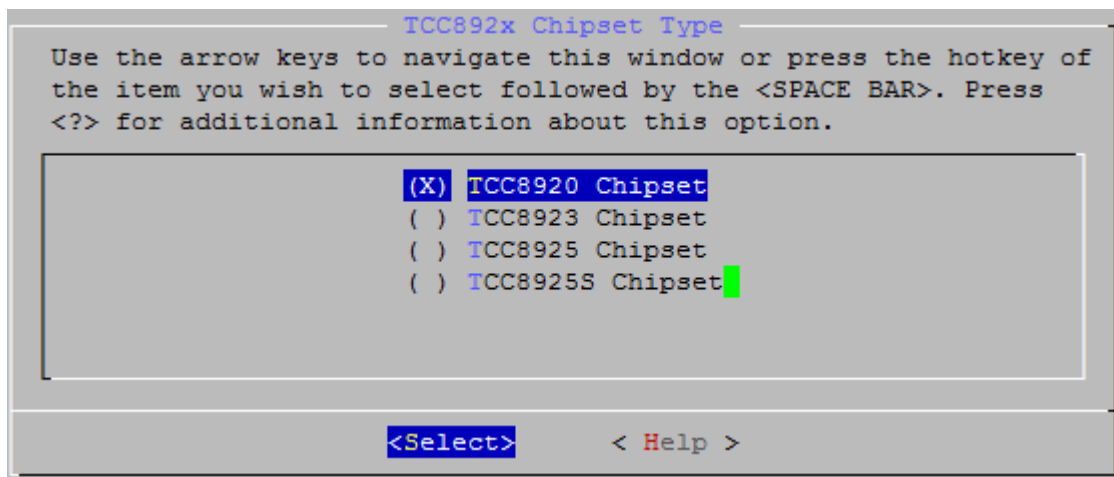 TCC892x Chipset Type
Use the arrow keys to navigate this window or press the hotkey of
the item you wish to select followed by the <SPACE BAR>. Press
<?> for additional information about this option.
(X) TCC8920 Chipset
( ) TCC8923 Chipset
( ) TCC8925 Chipset
( ) TCC8925S Chipset
<Select> < Help >